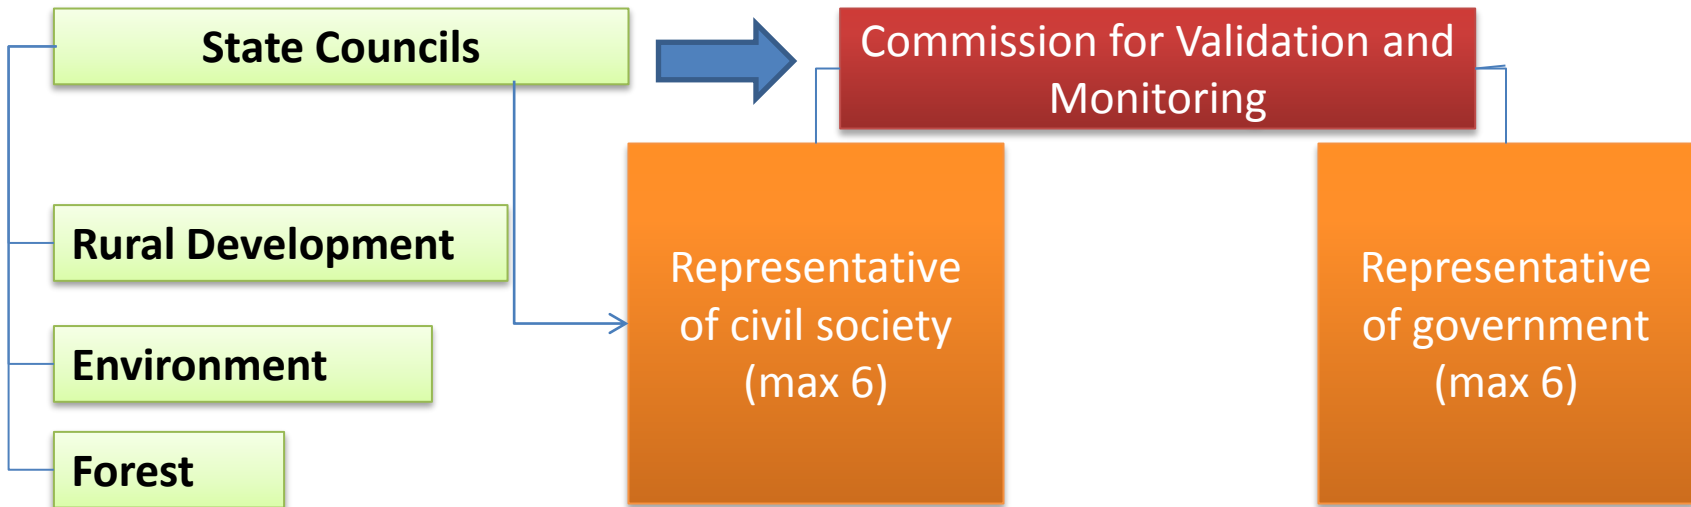 State Councils
Commission for Validation and
Monitoring
Rural Development
Environment
Forest
Representative
of civil society
(max 6)
Representative
of government
(max 6)